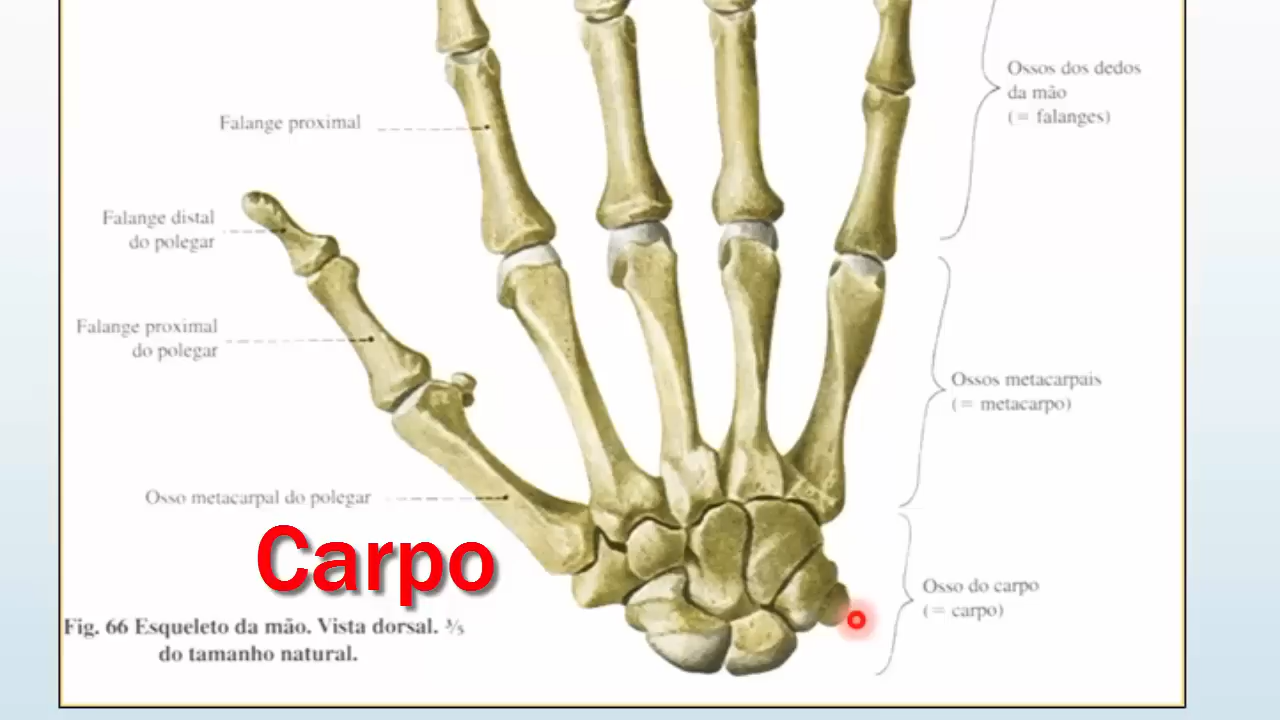 Ossos dos dedos
da mão
(= falanges)
Falange proximal
Falange distal
do polegar
Falange proximal
do polegar
Ossos metacarpais
(= metacarpo)
Osso metacarpal do polegar
Carpo
Osso do carpo
(= carpo)
Fig. 66 Esqueleto da mão. Vista dorsal. ³/₅
do tamanho natural.